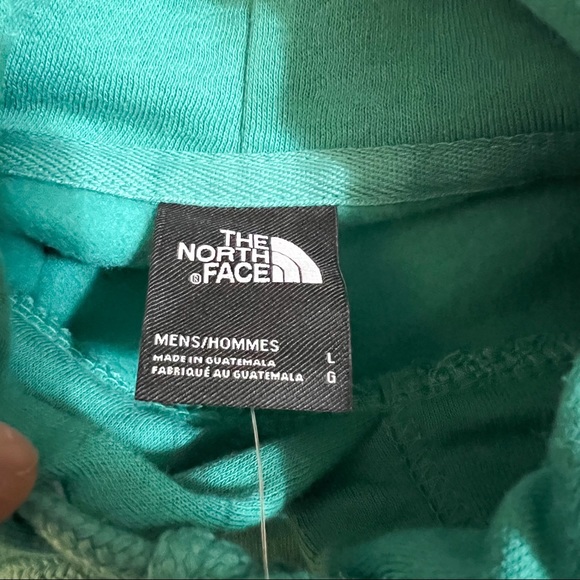 THE
NORTH
®FACE
MENS/HOMMES L
MADE IN GUATEMALA
FABRIQUÉ AU GUATEMALA G